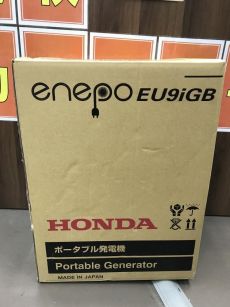 enepo EU9iGB
HONDA
ポータブル発電機
Portable Generator
MADE IN JAPAN